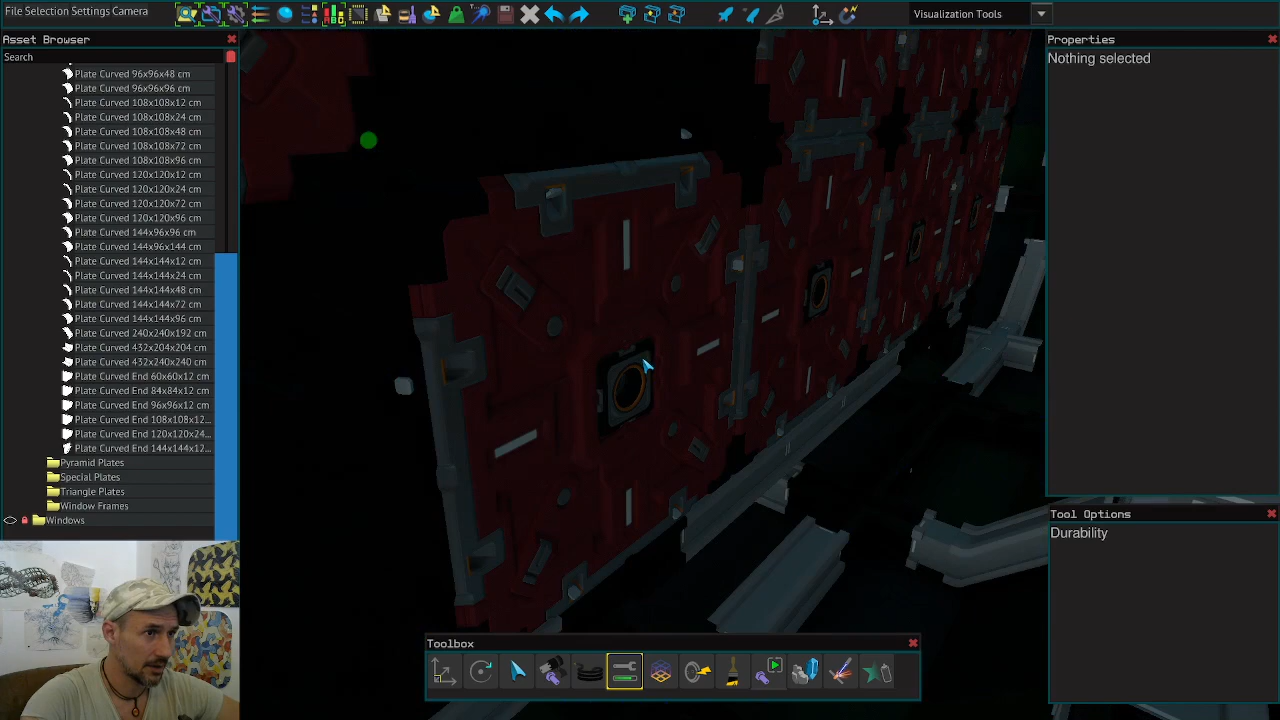 File Selection Settings Camera
Visualization Tools
Asset Browser
Search
Plate Curved 96x96x48 cm
Plate Curved 96x96x96 cm
Plate Curved 108x108x12 cm
Plate Curved 108x108x24 cm
Plate Curved 108x108x48 cm
Plate Curved 108x108x72 cm
Plate Curved 108x108x96 cm
Plate Curved 120x120x12 cm
Plate Curved 120x120x24 cm
Plate Curved 120x120x72 cm
Plate Curved 120x120x96 cm
Plate Curved 144x96x96 cm
Plate Curved 144x96x144 cm
Plate Curved 144x144x12 cm
Plate Curved 144x144x24 cm
Plate Curved 144x144x48 cm
Plate Curved 144x144x72 cm
Plate Curved 144x144x96 cm
Plate Curved 240x240x192 cm
Plate Curved 432x204x204 cm
Plate Curved 432x240x240 cm
Plate Curved End 60x60x12 cm
Plate Curved End 84x84x12 cm
Plate Curved End 96x96x12 cm
Plate Curved End 108x108x12...
Plate Curved End 120x120x24...
Plate Curved End 144x144x12...
Pyramid Plates
Special Plates
Triangle Plates
Window Frames
Windows
Properties
Nothing selected
Tool Options
Durability
Toolbox